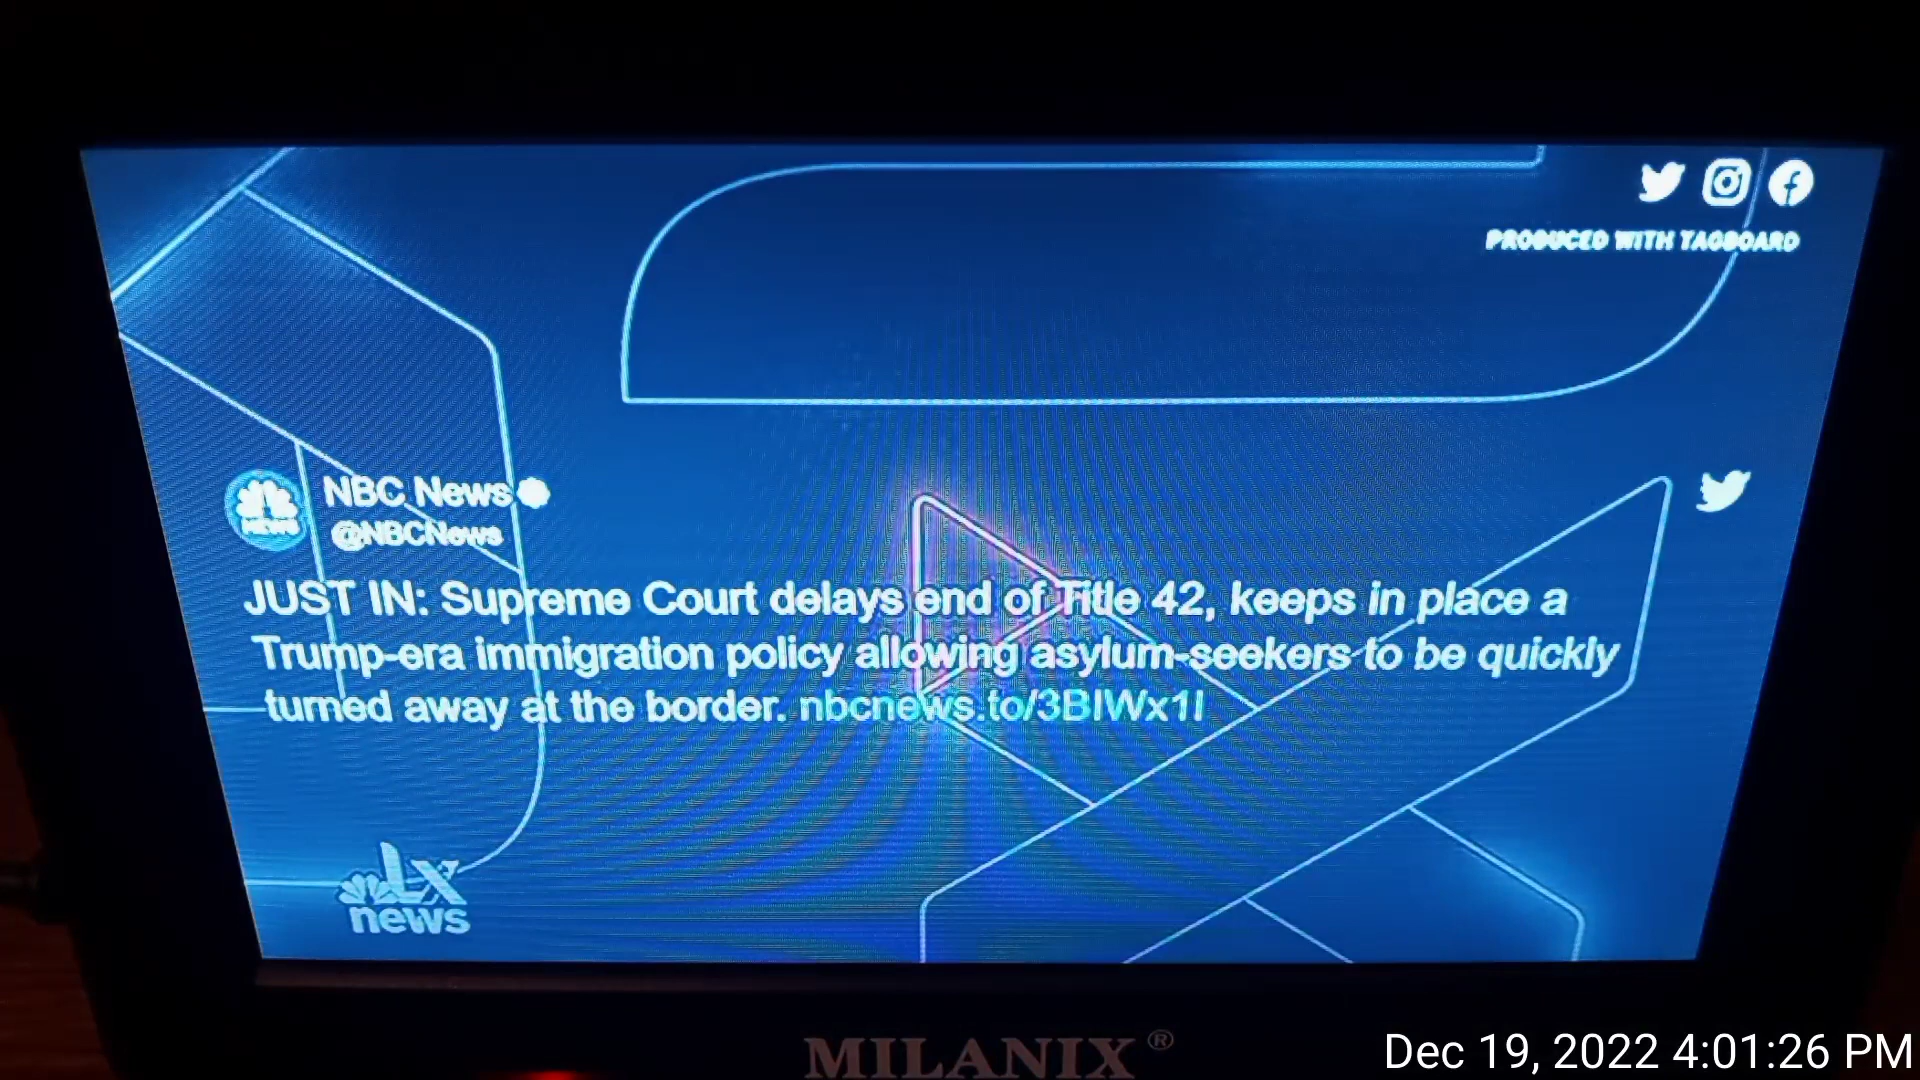 PRODUCED WITH TAGBOARD
NBC News
@NBCNews
NEWS
JUST IN: Supreme Court delays end of Title 42, keeps in place a
Trump-era immigration policy allowing asylum-seekers to be quickly
turned away at the border. nbcnews.to/3BIWx1I
LX
news
MILANIX®
Dec 19, 2022 4:01:26 PM